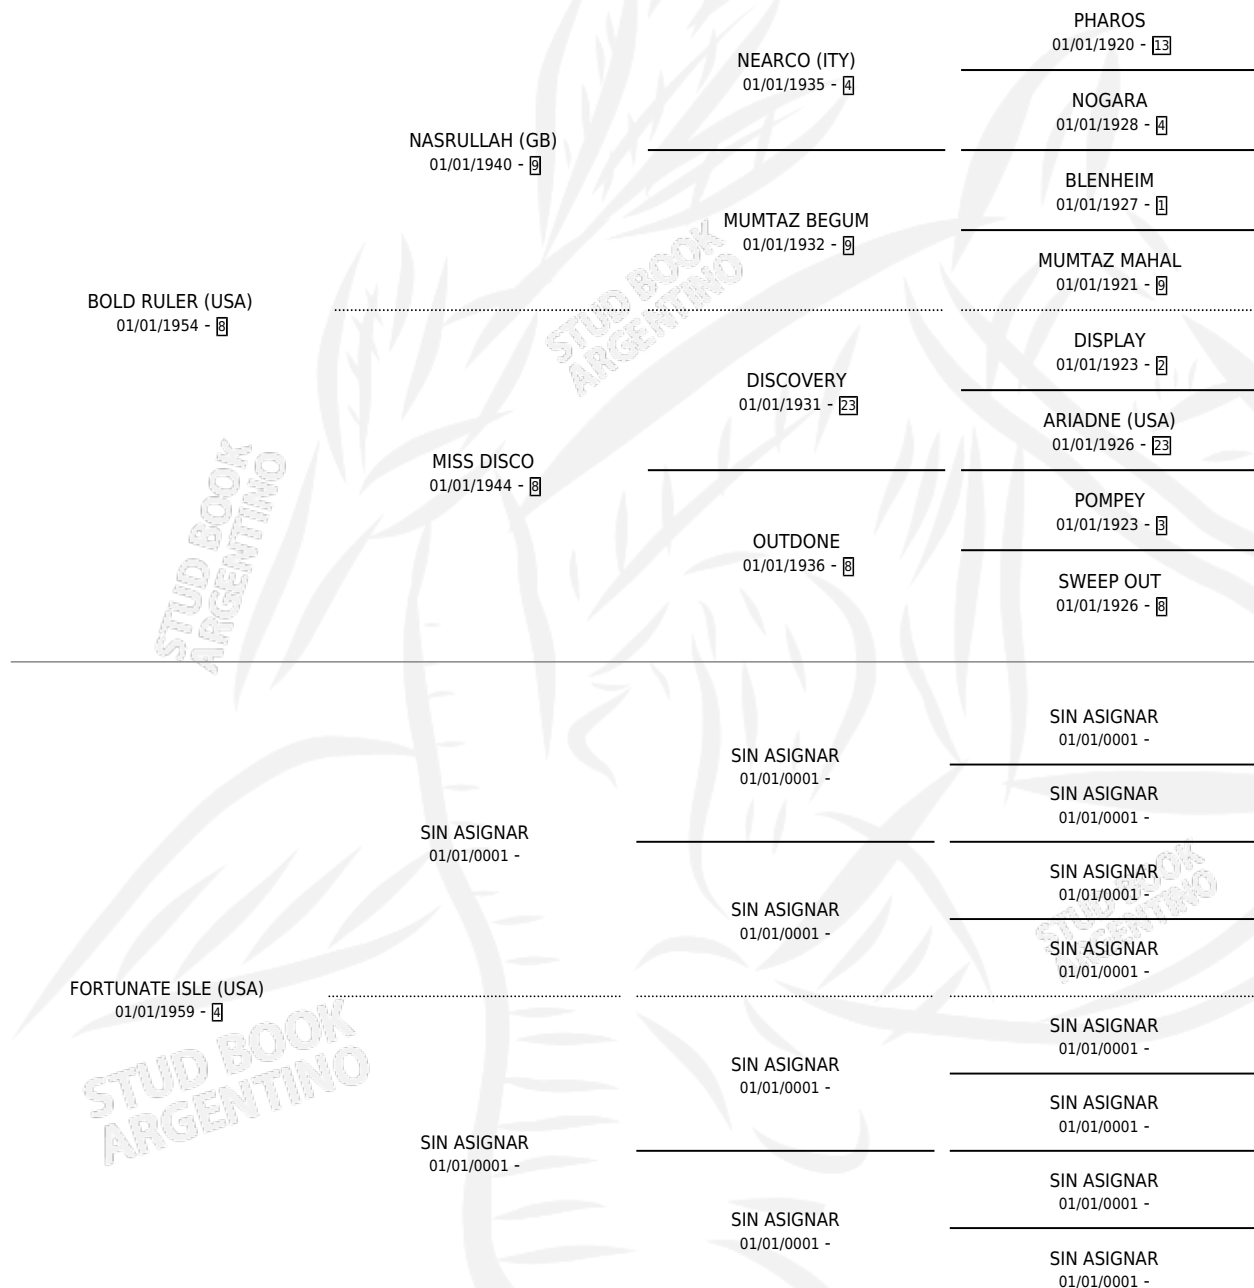 PHAROS
01/01/1920 - 13
NEARCO (ITY)
01/01/1935 - 4
NOGARA
01/01/1928 - 4
NASRULLAH (GB)
01/01/1940 - 9
BLENHEIM
01/01/1927 - 1
MUMTAZ BEGUM
01/01/1932 - 9
MUMTAZ MAHAL
01/01/1921 - 9
BOLD RULER (USA)
01/01/1954 - 8
DISPLAY
01/01/1923 - 2
DISCOVERY
01/01/1931 - 23
ARIADNE (USA)
01/01/1926 - 23
MISS DISCO
01/01/1944 - 8
POMPEY
01/01/1923 - 3
OUTDONE
01/01/1936 - 8
SWEEP OUT
01/01/1926 - 8
STUD BOOK
ARGENTINO
STUD BOOK
ARGENTINO
SIN ASIGNAR
01/01/0001 -
SIN ASIGNAR
01/01/0001 -
SIN ASIGNAR
01/01/0001 -
SIN ASIGNAR
01/01/0001 -
SIN ASIGNAR
01/01/0001 -
SIN ASIGNAR
01/01/0001 -
SIN ASIGNAR
01/01/0001 -
STUD BOOK
ARGENTINO
FORTUNATE ISLE (USA)
01/01/1959 - 4
STUD BOOK
ARGENTINO
SIN ASIGNAR
01/01/0001 -
SIN ASIGNAR
01/01/0001 -
SIN ASIGNAR
01/01/0001 -
SIN ASIGNAR
01/01/0001 -
SIN ASIGNAR
01/01/0001 -
SIN ASIGNAR
01/01/0001 -
SIN ASIGNAR
01/01/0001 -